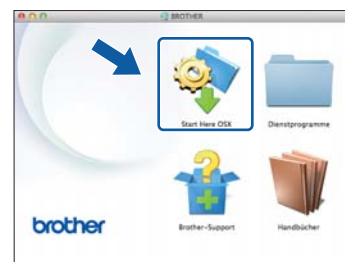 BROTHER
Start Here OSX
Dienstprogramme
Brother-Support
Handbücher
brother